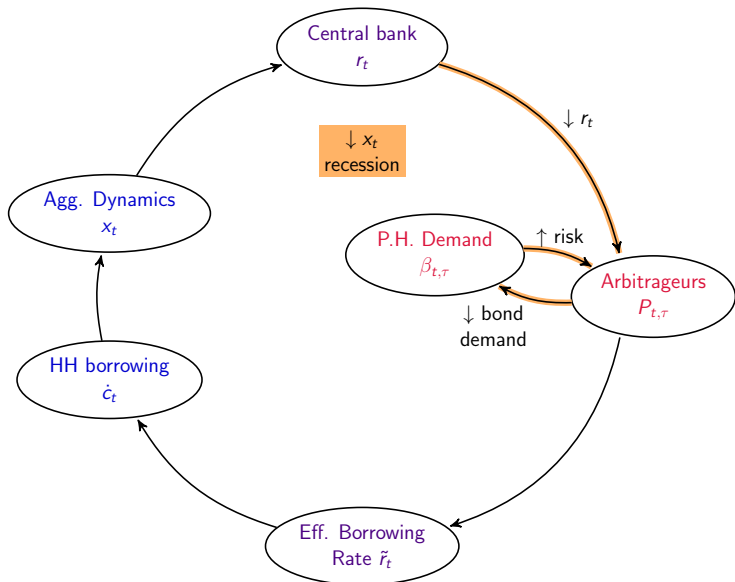 Central bank
r_t
↓ r_t
↓ x_t
recession
Agg. Dynamics
x_t
P.H. Demand
β_{t,τ}
↑ risk
Arbitrageurs
P_{t,τ}
↓ bond
demand
HH borrowing
ċ_t
Eff. Borrowing
Rate r̃_t